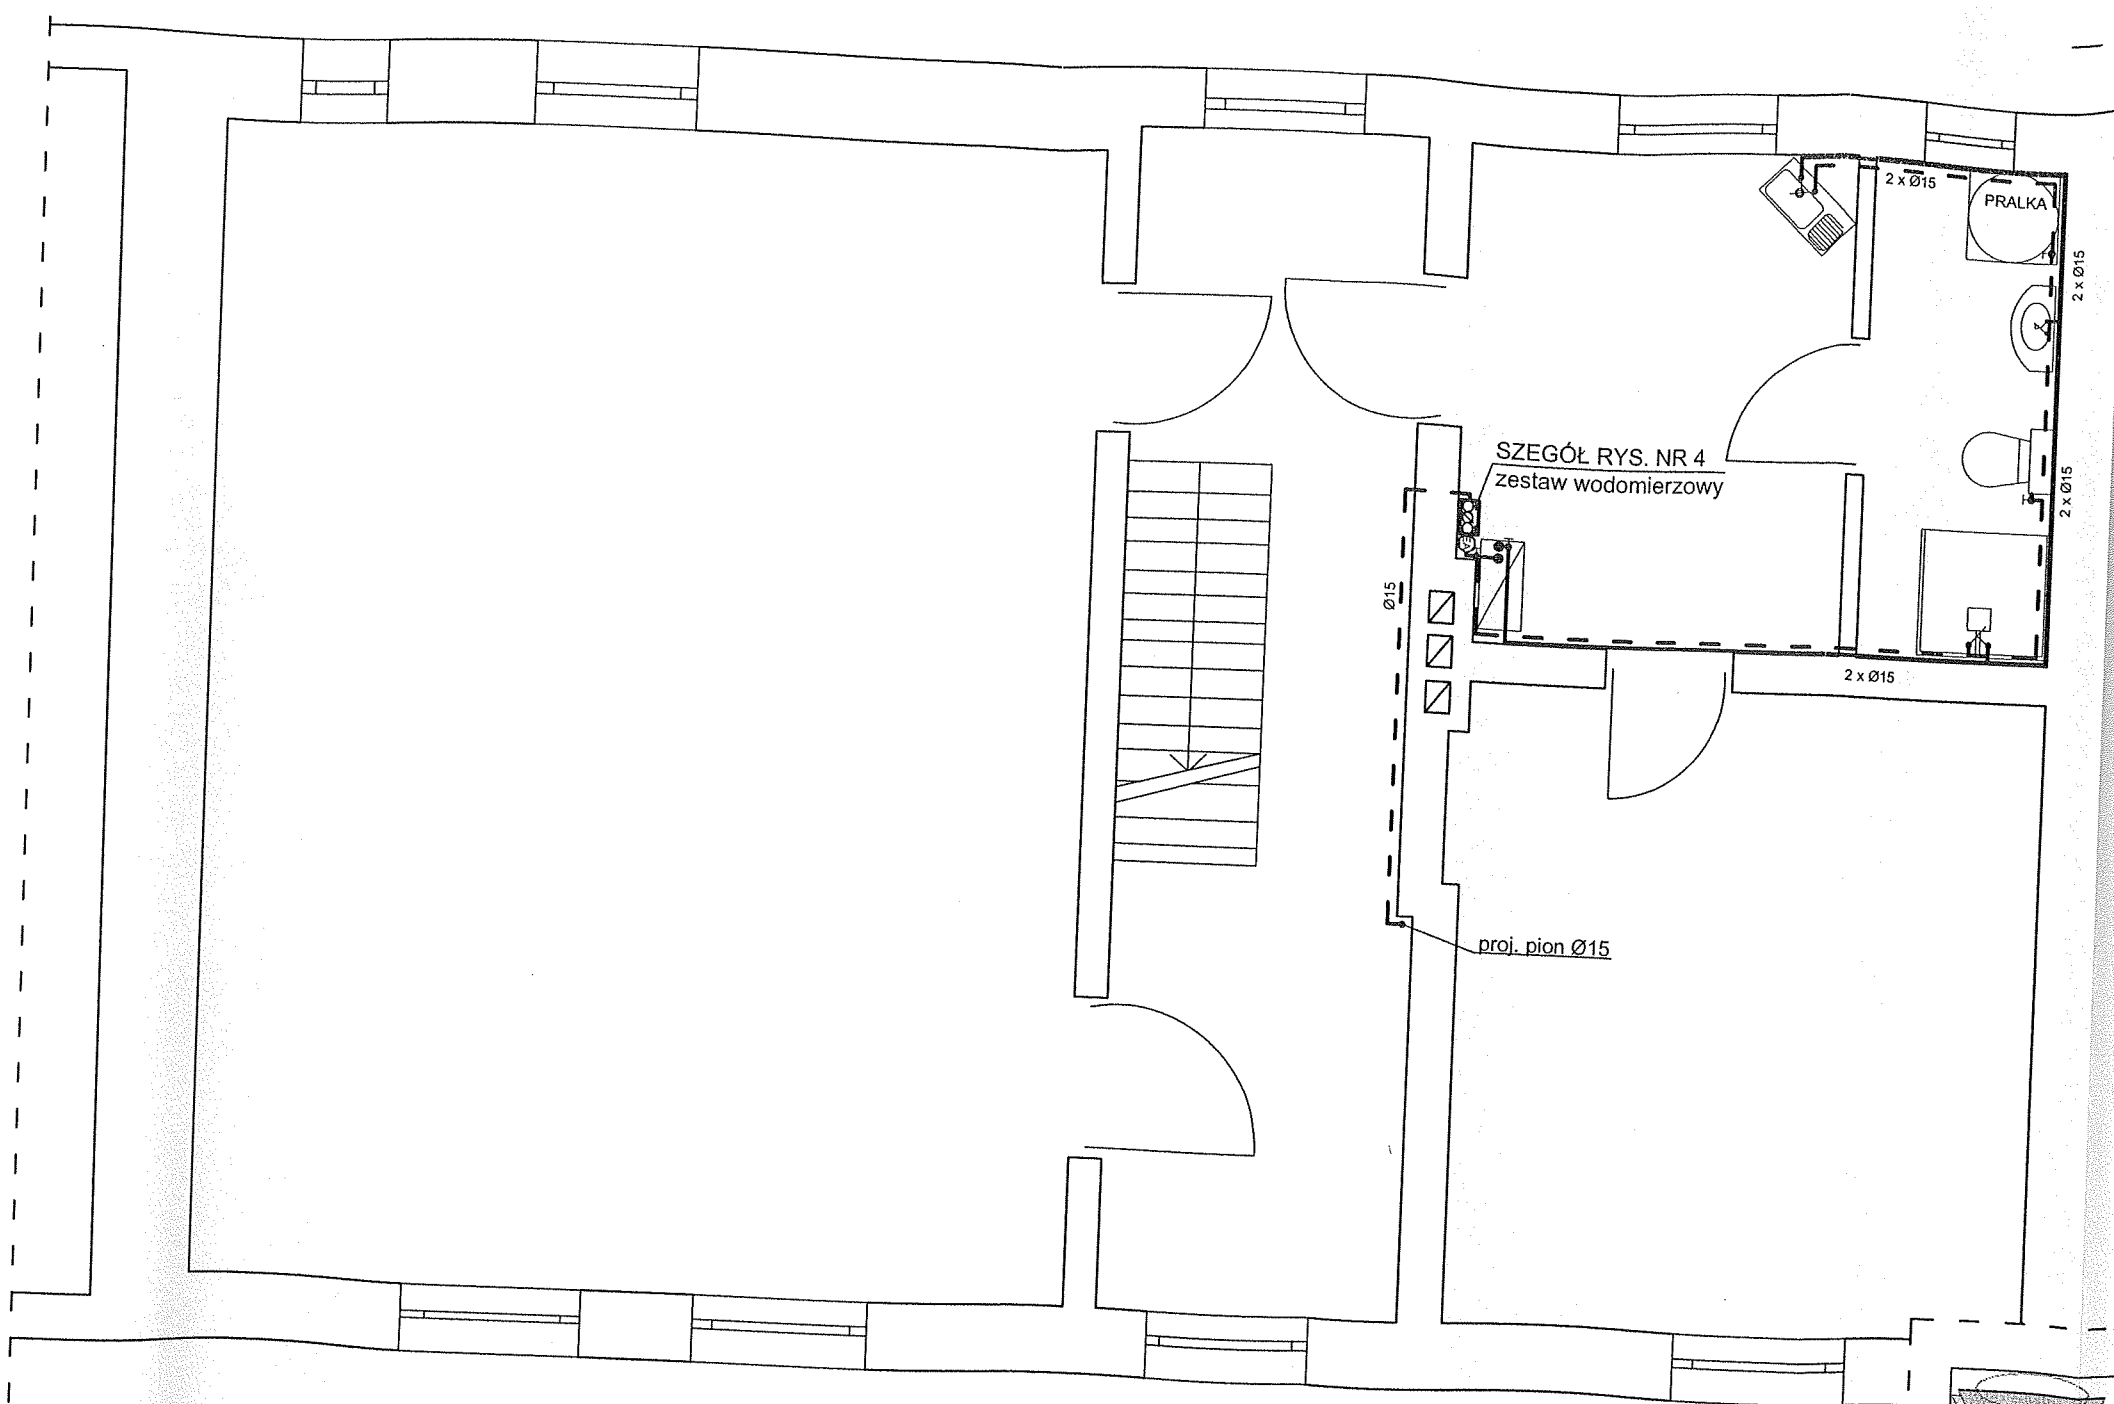 2 x Ø15
PRALKA
2 x Ø15
SZEGÓŁ RYS. NR 4
zestaw wodomierzowy
2 x Ø15
Ø15
2 x Ø15
proj. pion Ø15